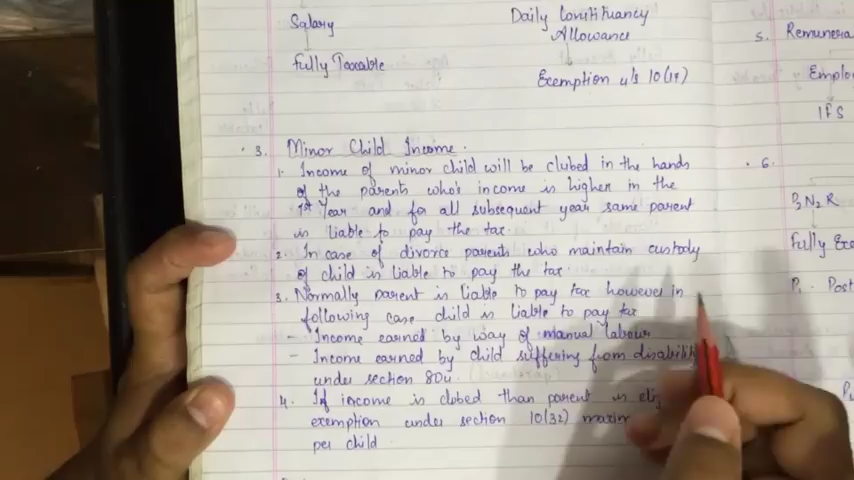 Salary
Daily Constituancy
Allowance
fully Taxable
Exemption u/s 10(17)
5. Remunera
Emplo
IFS
3. Minor Child Income.
1. Income of minor child will be clubed in the hands
of the parents who's income is higher in the
1st Year and for all subsequent year same parent
is liable to pay the tax.
2. In case of divorce parents who maintain custody
of child is liable to pay the tax.
3. Normally parent is liable to pay tax however in
following case child is liable to pay tax
- Income earned by way of manual labour
- Income earned by child suffering from disability
under section 80u.
4. If income is clubed than parent is eli
exemption under section 10(32) maxim
per child
6.
Fully Exe
Post